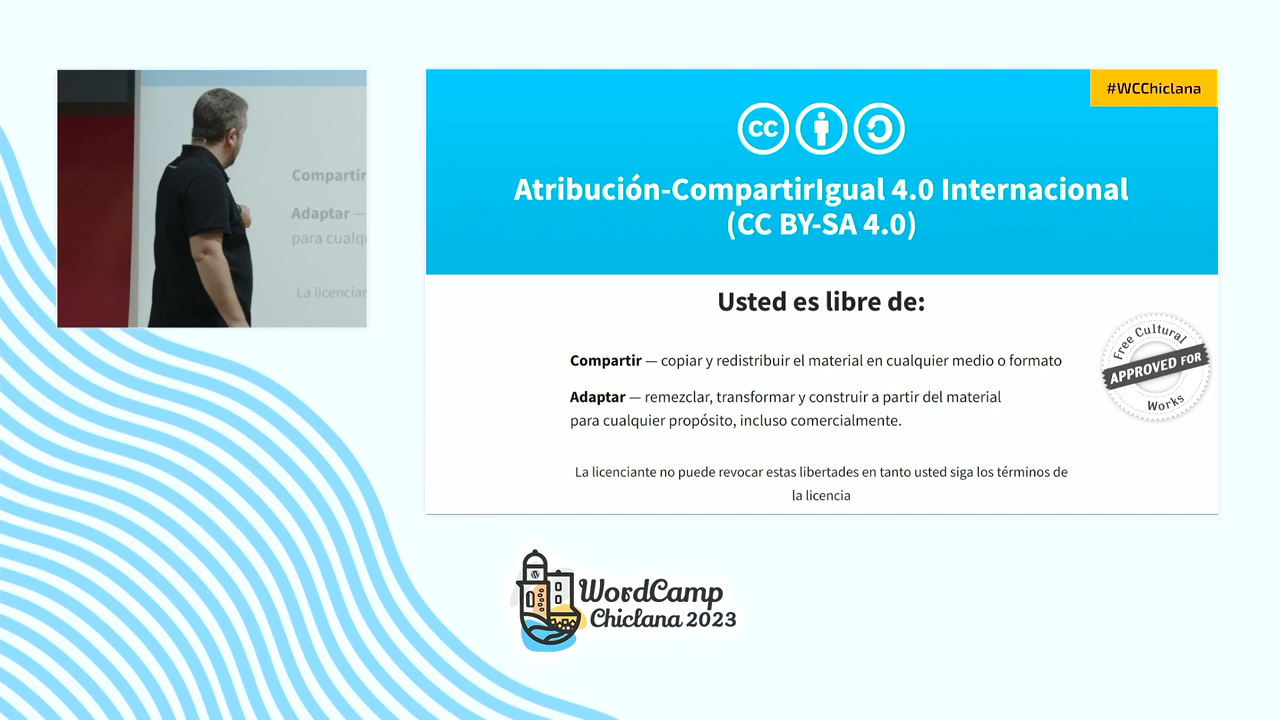 Compartir
Adaptar —
para cualq
La licencian
#WCChiclana
Atribución-CompartirIgual 4.0 Internacional
(CC BY-SA 4.0)
Usted es libre de:
Compartir — copiar y redistribuir el material en cualquier medio o formato
Adaptar — remezclar, transformar y construir a partir del material
para cualquier propósito, incluso comercialmente.
La licenciante no puede revocar estas libertades en tanto usted siga los términos de
la licencia
Free Cultural
APPROVED FOR
Works
WordCamp
Chiclana 2023